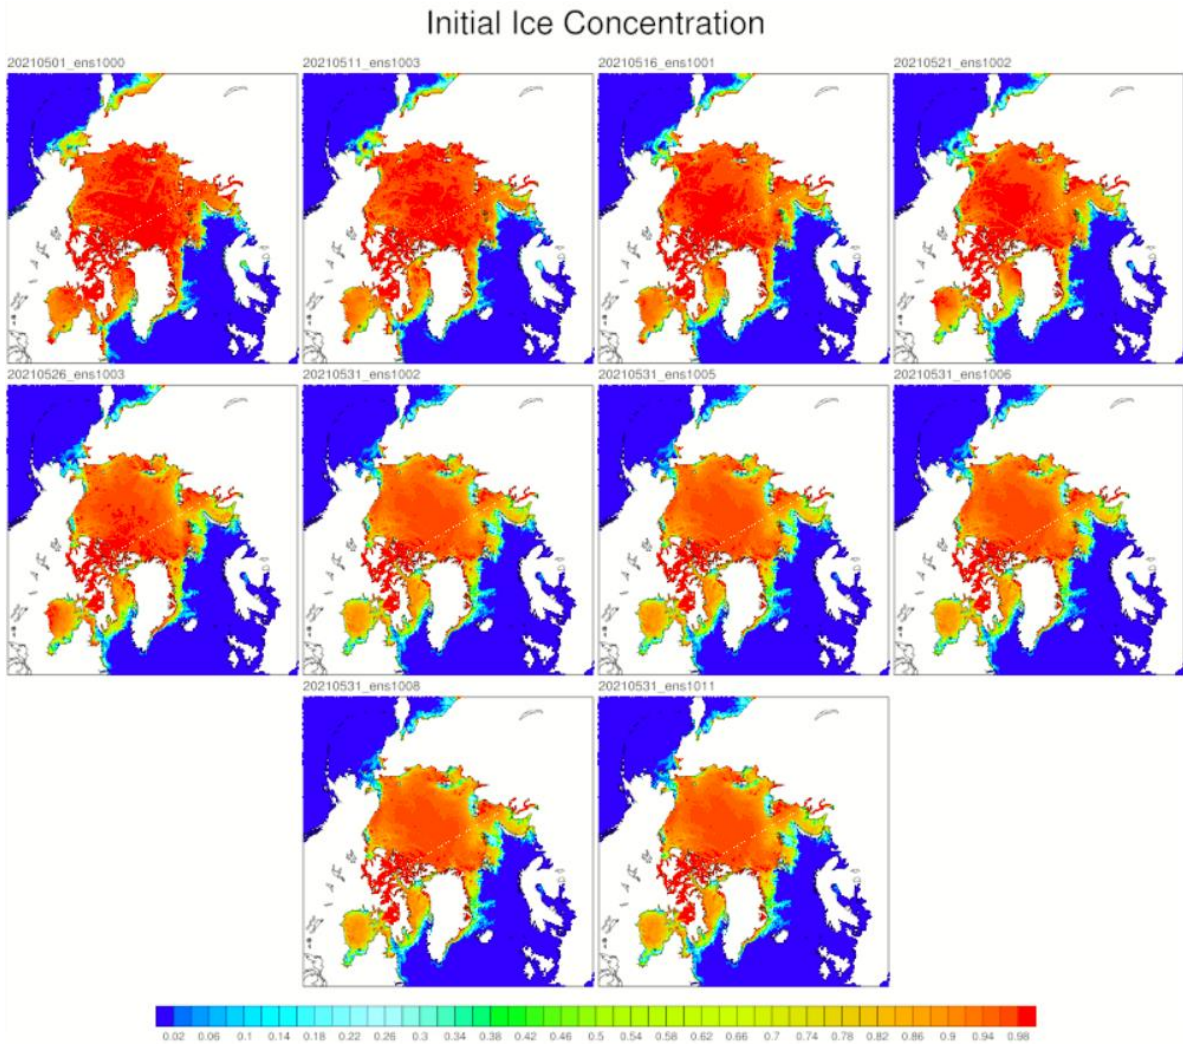 Initial Ice Concentration
20210501_ens1000 20210511_ens1003 20210516_ens1001 20210521_ens1002
20210526_ens1003 20210531_ens1002 20210531_ens1005 20210531_ens1006
20210531_ens1008 20210531_ens1011
0.02 0.06 0.1 0.14 0.18 0.22 0.26 0.3 0.34 0.38 0.42 0.46 0.5 0.54 0.58 0.62 0.66 0.7 0.74 0.78 0.82 0.86 0.9 0.94 0.98